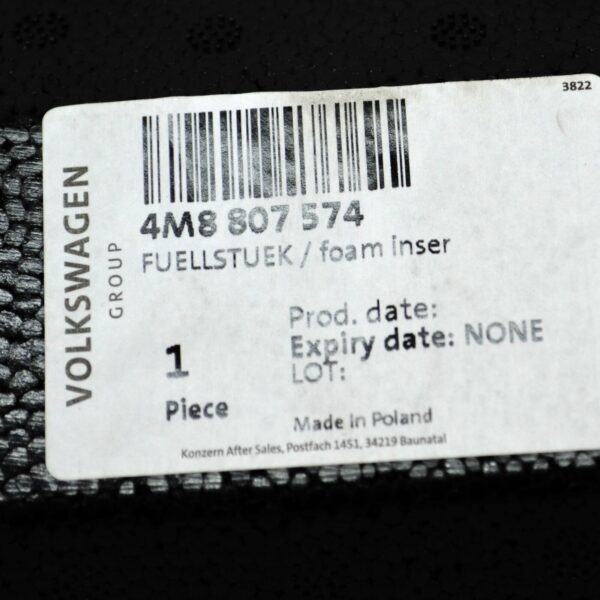 3822
VOLKSWAGEN
GROUP
4M8 807 574
FUELLSTUEK / foam inser
1
Piece
Prod. date:
Expiry date: NONE
LOT:
Made in Poland
Konzern After Sales, Postfach 1451, 34219 Baunatal